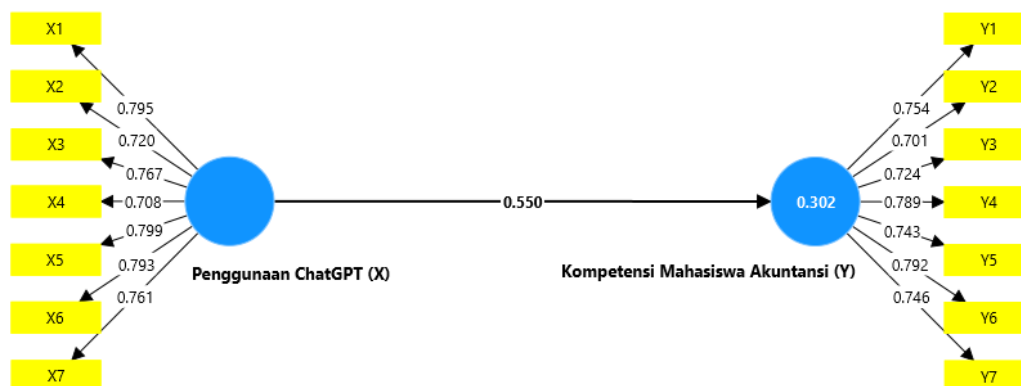 X1
X2
X3
X4
X5
X6
X7
0.795
0.720
0.767
0.708
0.799
0.793
0.761
Penggunaan ChatGPT (X)
0.550
0.302
Kompetensi Mahasiswa Akuntansi (Y)
0.754
0.701
0.724
0.789
0.743
0.792
0.746
Y1
Y2
Y3
Y4
Y5
Y6
Y7